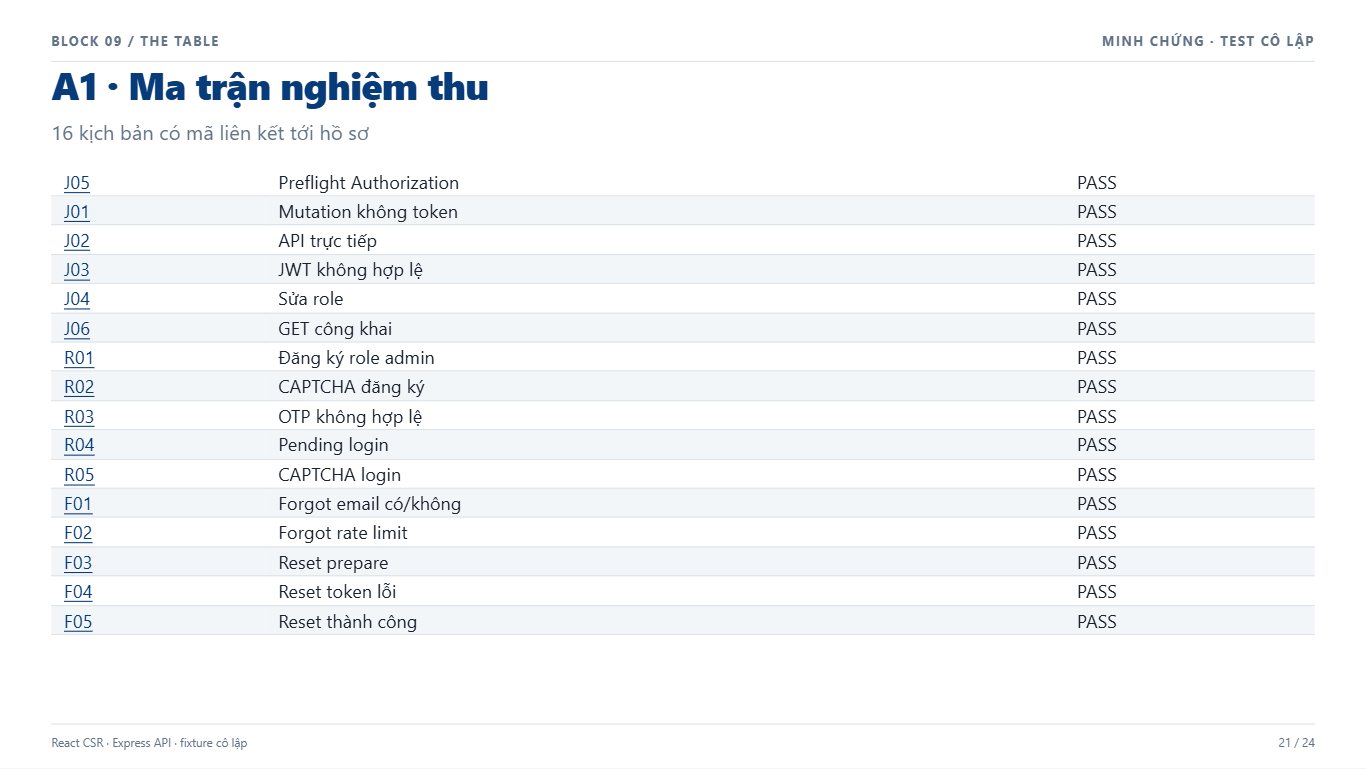 BLOCK 09 / THE TABLE MINH CHỨNG · TEST CÔ LẬP
A1 · Ma trận nghiệm thu
16 kịch bản có mã liên kết tới hồ sơ
J05 Preflight Authorization PASS
J01 Mutation không token PASS
J02 API trực tiếp PASS
J03 JWT không hợp lệ PASS
J04 Sửa role PASS
J06 GET công khai PASS
R01 Đăng ký role admin PASS
R02 CAPTCHA đăng ký PASS
R03 OTP không hợp lệ PASS
R04 Pending login PASS
R05 CAPTCHA login PASS
F01 Forgot email có/không PASS
F02 Forgot rate limit PASS
F03 Reset prepare PASS
F04 Reset token lỗi PASS
F05 Reset thành công PASS
React CSR · Express API · fixture cô lập 21 / 24